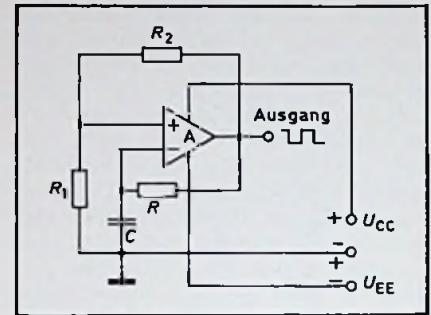 R2
+
A
Ausgang
−
R1
R
C
+ UCC
-
+
= UEE